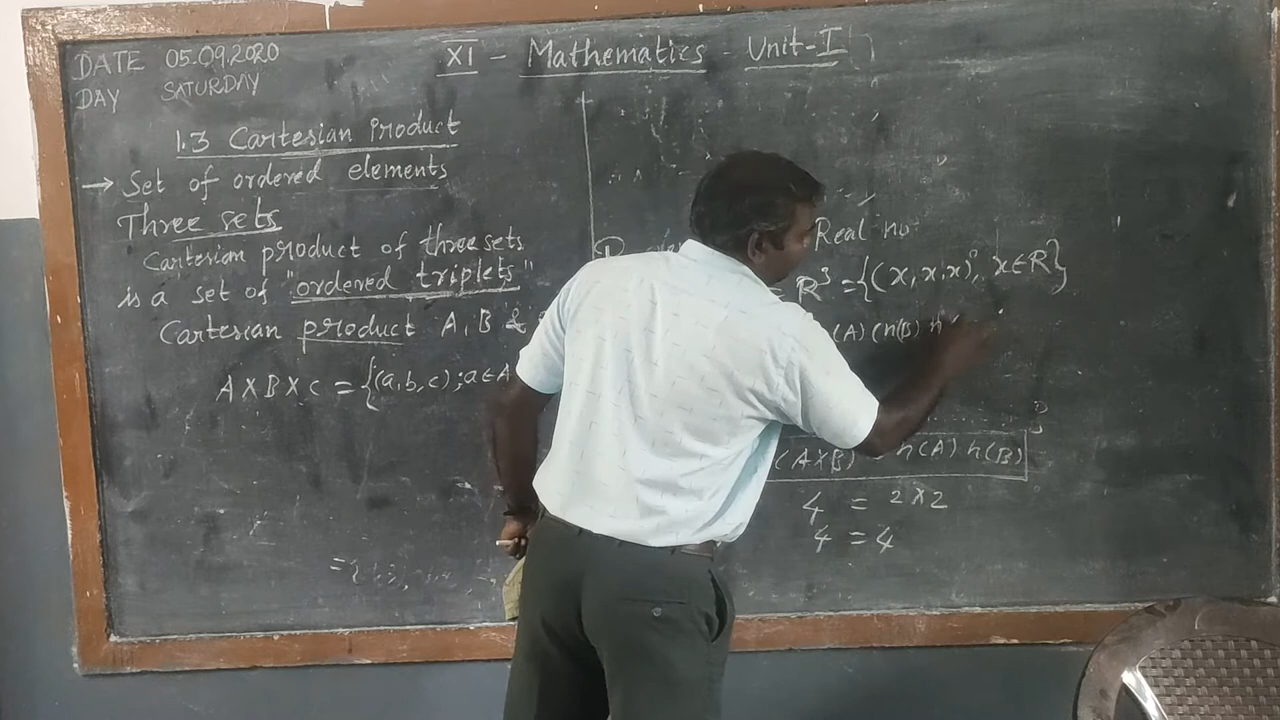 DATE 05.09.2020
DAY SATURDAY
XI - Mathematics - Unit-I
1.3 Cartesian Product
→ Set of ordered elements
Three sets
Cartesian product of three sets
is a set of "ordered triplets"
Cartesian product A, B &
A X B X C = {(a, b, c) ; a ∈ A
Real no
R³ = {(x, x, x); x ∈ R}
(A) (n(B) n
(A X B) = n(A) n(B)
4 = 2 X 2
4 = 4